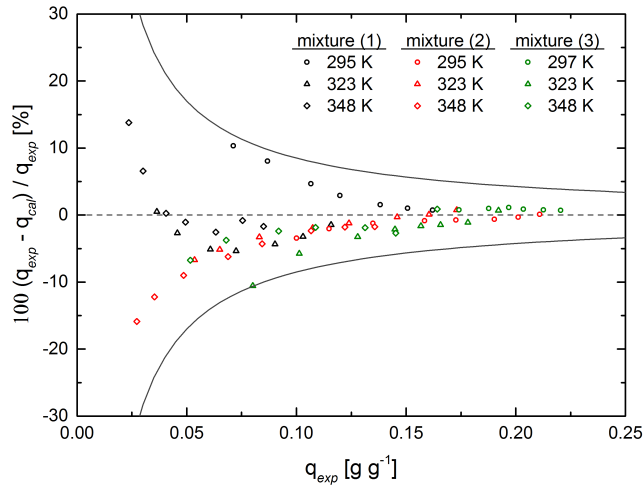 30
20
10
0
-10
-20
-30
0.00 0.05 0.10 0.15 0.20 0.25
100 (q_exp - q_cal) / q_exp [%]
q_exp [g g⁻¹]
mixture (1) mixture (2) mixture (3)
295 K 295 K 297 K
323 K 323 K 323 K
348 K 348 K 348 K